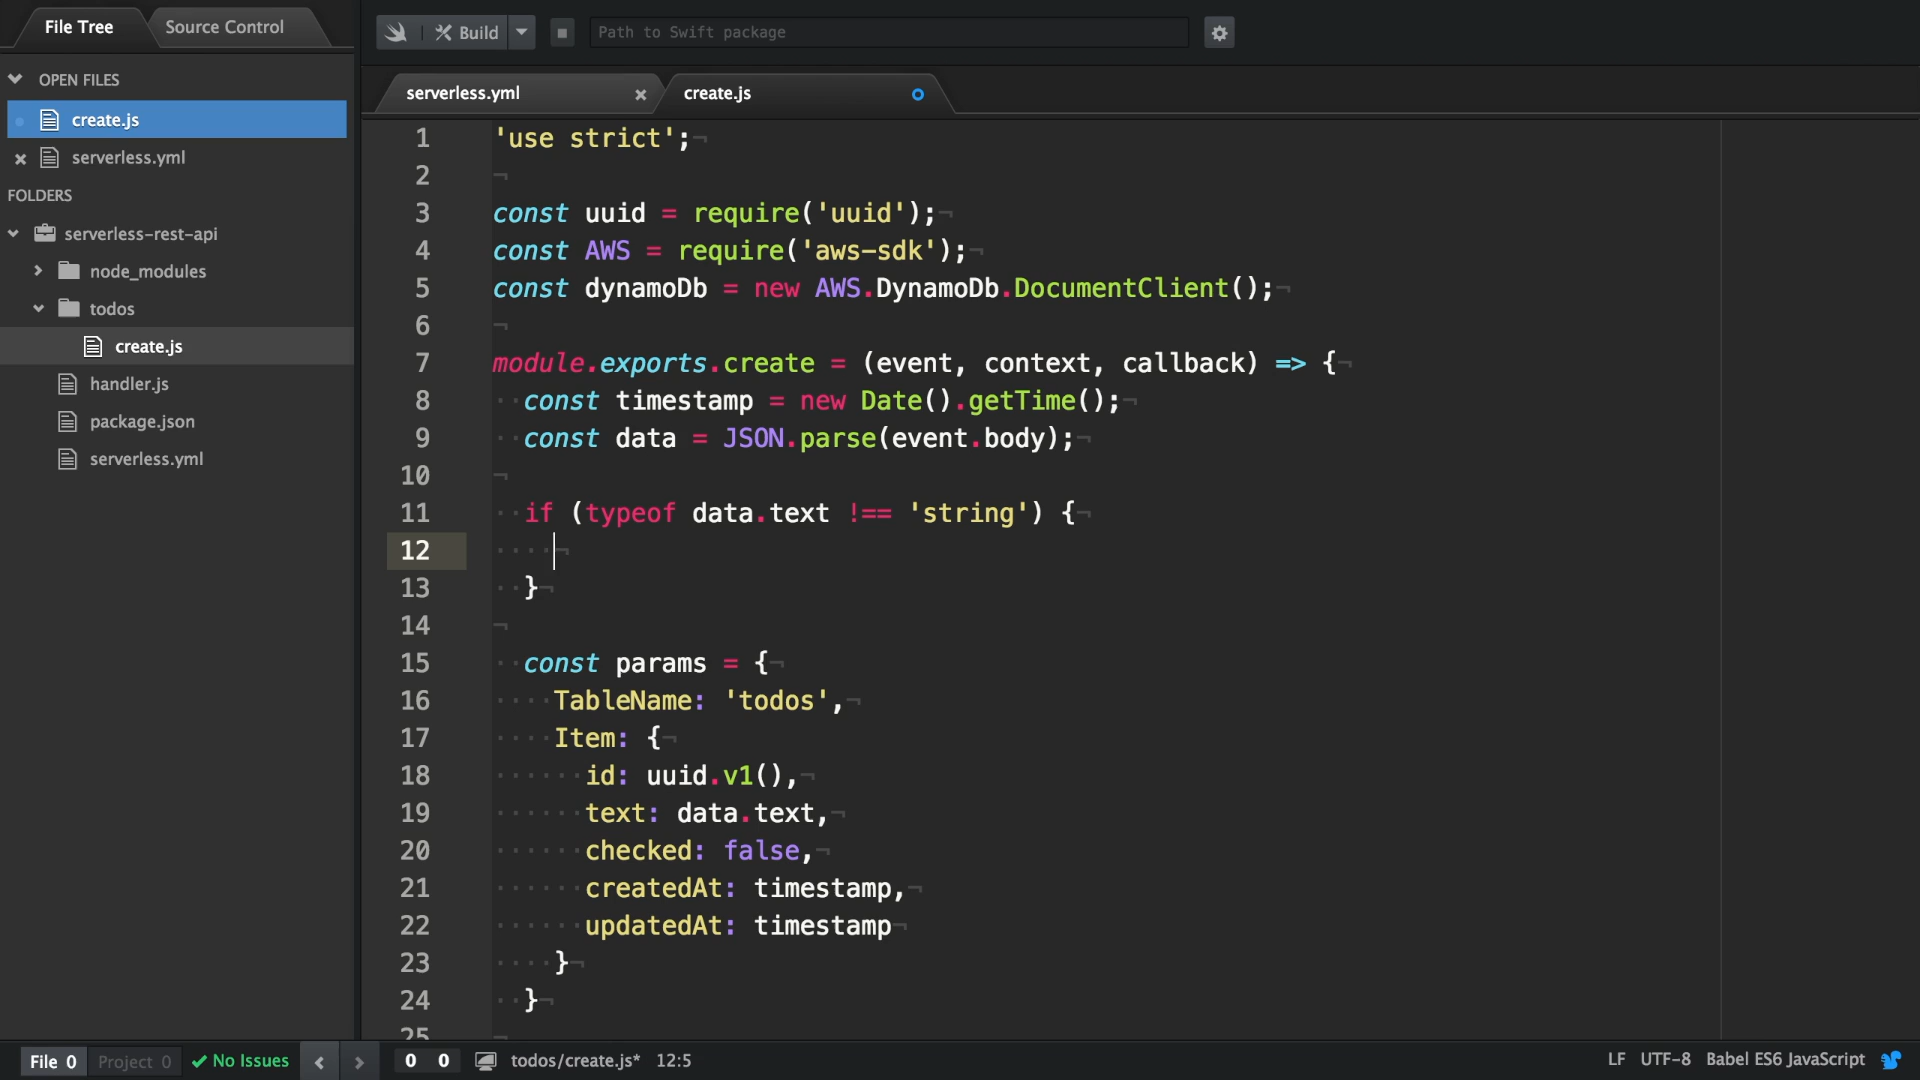 File Tree
Source Control
Build
Path to Swift package
OPEN FILES
create.js
serverless.yml
FOLDERS
serverless-rest-api
node_modules
todos
create.js
handler.js
package.json
serverless.yml
serverless.yml
create.js
1 'use strict';
2
3 const uuid = require('uuid');
4 const AWS = require('aws-sdk');
5 const dynamoDb = new AWS.DynamoDb.DocumentClient();
6
7 module.exports.create = (event, context, callback) => {
8 const timestamp = new Date().getTime();
9 const data = JSON.parse(event.body);
10
11 if (typeof data.text !== 'string') {
12
13 }
14
15 const params = {
16 TableName: 'todos',
17 Item: {
18 id: uuid.v1(),
19 text: data.text,
20 checked: false,
21 createdAt: timestamp,
22 updatedAt: timestamp
23 }
24 }
25
File 0 Project 0 No Issues 0 0 todos/create.js* 12:5 LF UTF-8 Babel ES6 JavaScript